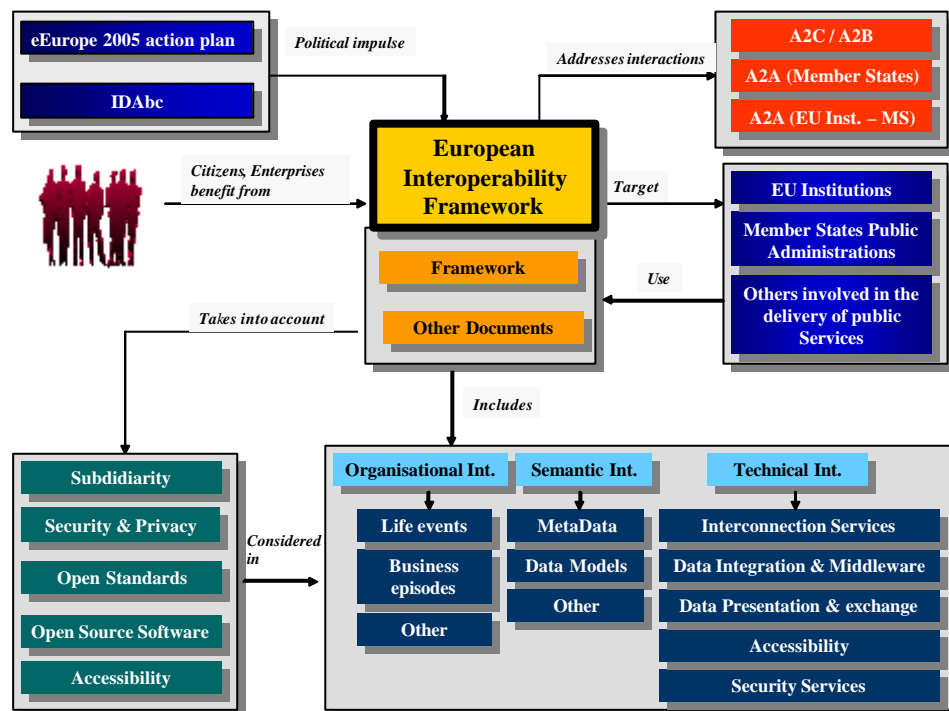 eEurope 2005 action plan
IDAbc
Political impulse
Addresses interactions
A2C / A2B
A2A (Member States)
A2A (EU Inst. – MS)
Citizens, Enterprises
benefit from
European
Interoperability
Framework
Target
EU Institutions
Member States Public
Administrations
Others involved in the
delivery of public
Services
Use
Framework
Other Documents
Takes into account
Includes
Subdidiarity
Security & Privacy
Open Standards
Open Source Software
Accessibility
Considered
in
Organisational Int.
Life events
Business
episodes
Other
Semantic Int.
MetaData
Data Models
Other
Technical Int.
Interconnection Services
Data Integration & Middleware
Data Presentation & exchange
Accessibility
Security Services